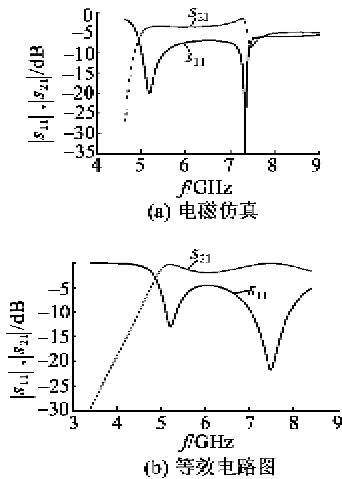 0
−5
−10
−15
−20
−25
−30
−35
|s₁₁|,|s₂₁|/dB
s₂₁
s₁₁
4 5 6 7 8 9
f/GHz
(a) 电磁仿真
−5
−10
−15
−20
−25
−30
|s₁₁|,|s₂₁|/dB
s₂₁
s₁₁
3 4 5 6 7 8 9
f/GHz
(b) 等效电路图